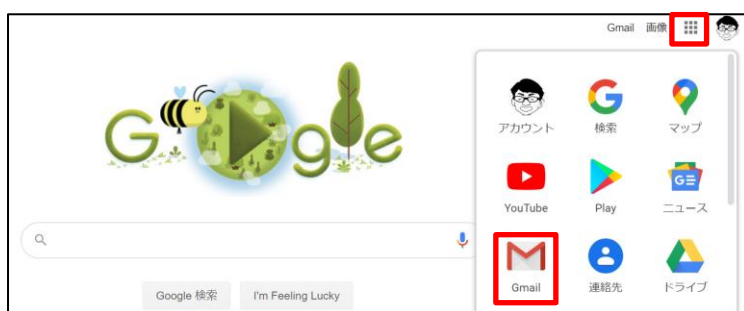 Gmail 画像
Google
アカウント 検索 マップ
YouTube Play ニュース
Gmail 連絡先 ドライブ
Google 検索 I'm Feeling Lucky